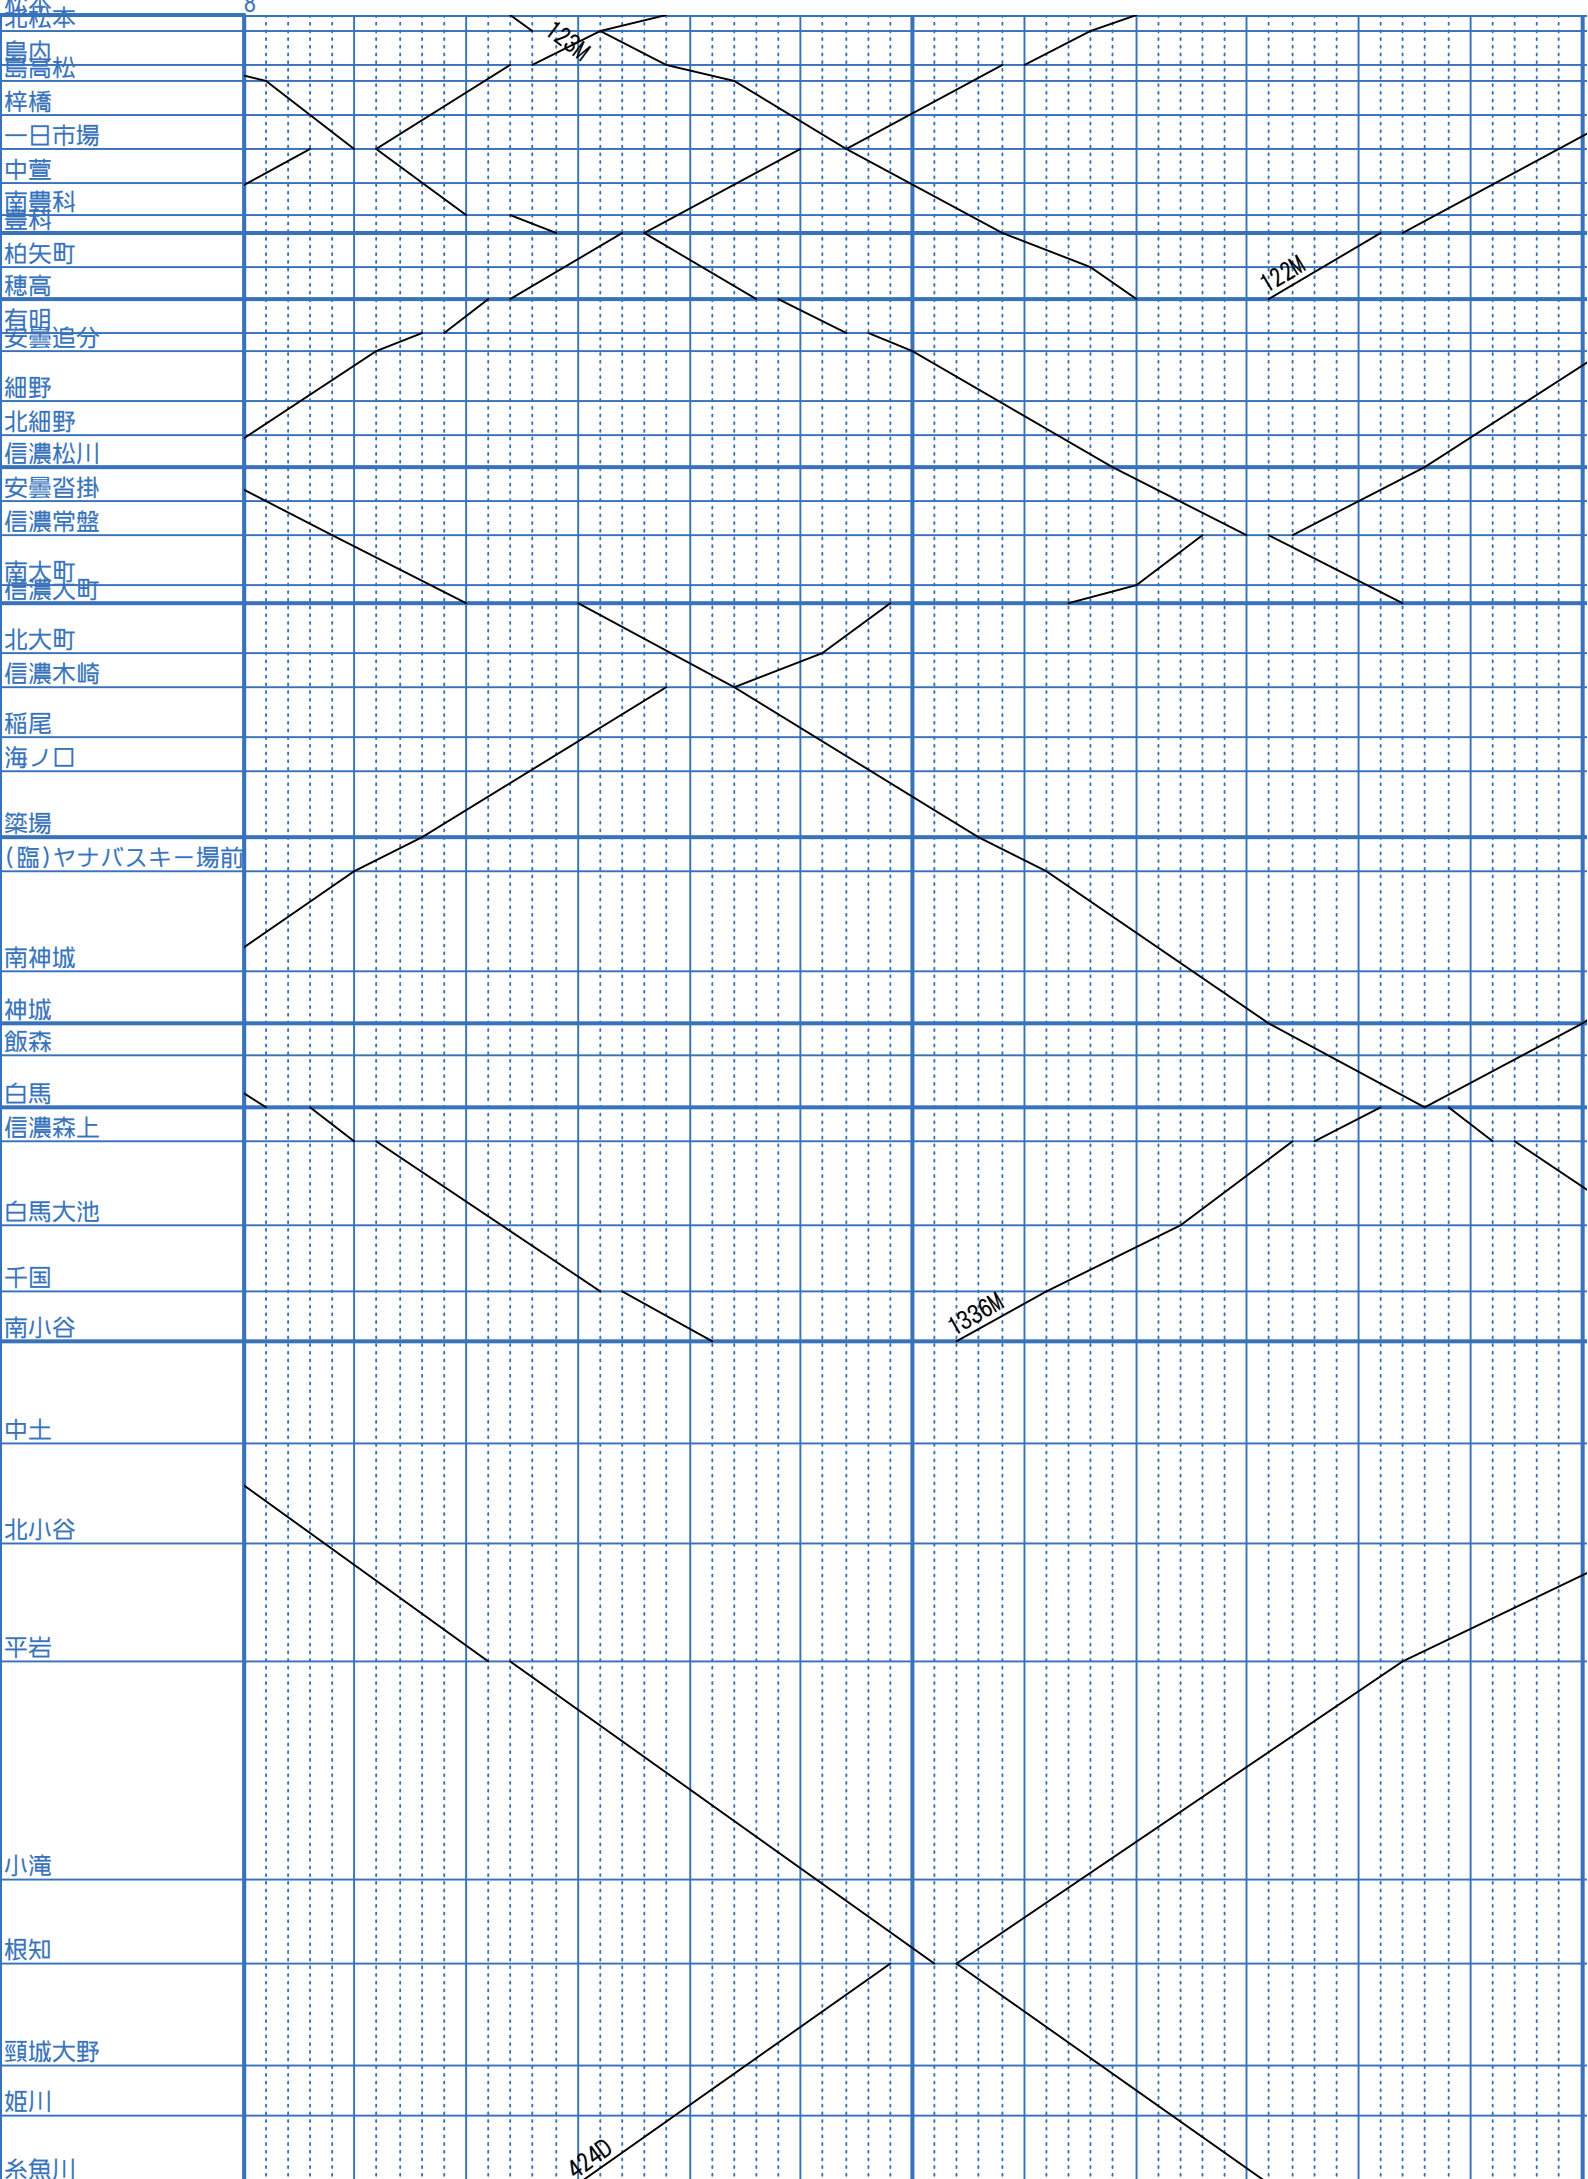 8
松本
北松本
123M
島内
島高松
梓橋
一日市場
中萱
南豊科
豊科
柏矢町
122M
穂高
有明
安曇追分
細野
北細野
信濃松川
安曇沓掛
信濃常盤
南大町
信濃大町
北大町
信濃木崎
稲尾
海ノ口
簗場
(臨)ヤナバスキー場前
南神城
神城
飯森
白馬
信濃森上
白馬大池
千国
1336M
南小谷
中土
北小谷
平岩
小滝
根知
頸城大野
姫川
424D
糸魚川